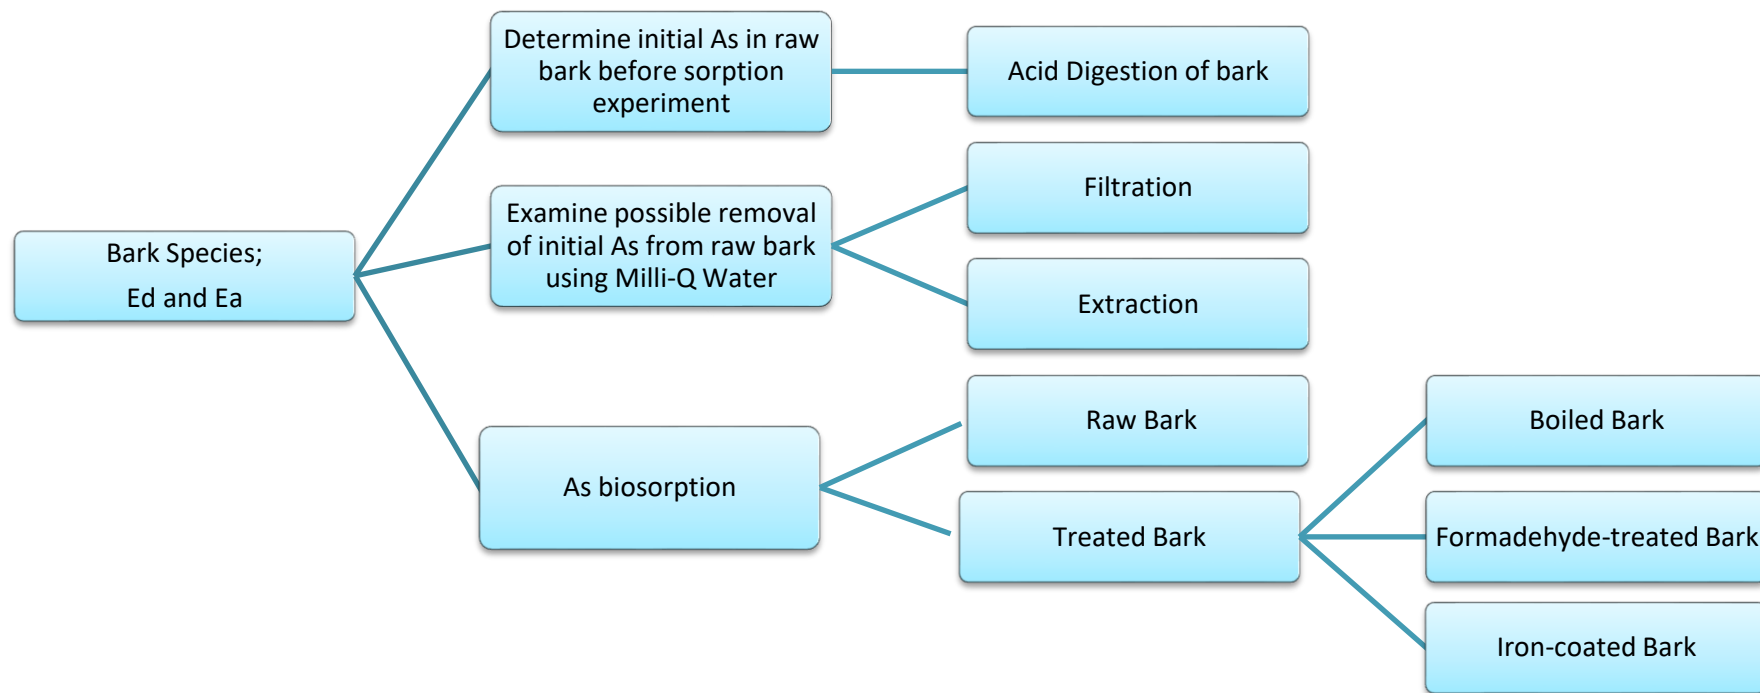 Determine initial As in raw
bark before sorption
experiment
Acid Digestion of bark
Filtration
Examine possible removal
of initial As from raw bark
using Milli-Q Water
Bark Species;
Ed and Ea
Extraction
Raw Bark
Boiled Bark
As biosorption
Treated Bark
Formadehyde-treated Bark
Iron-coated Bark